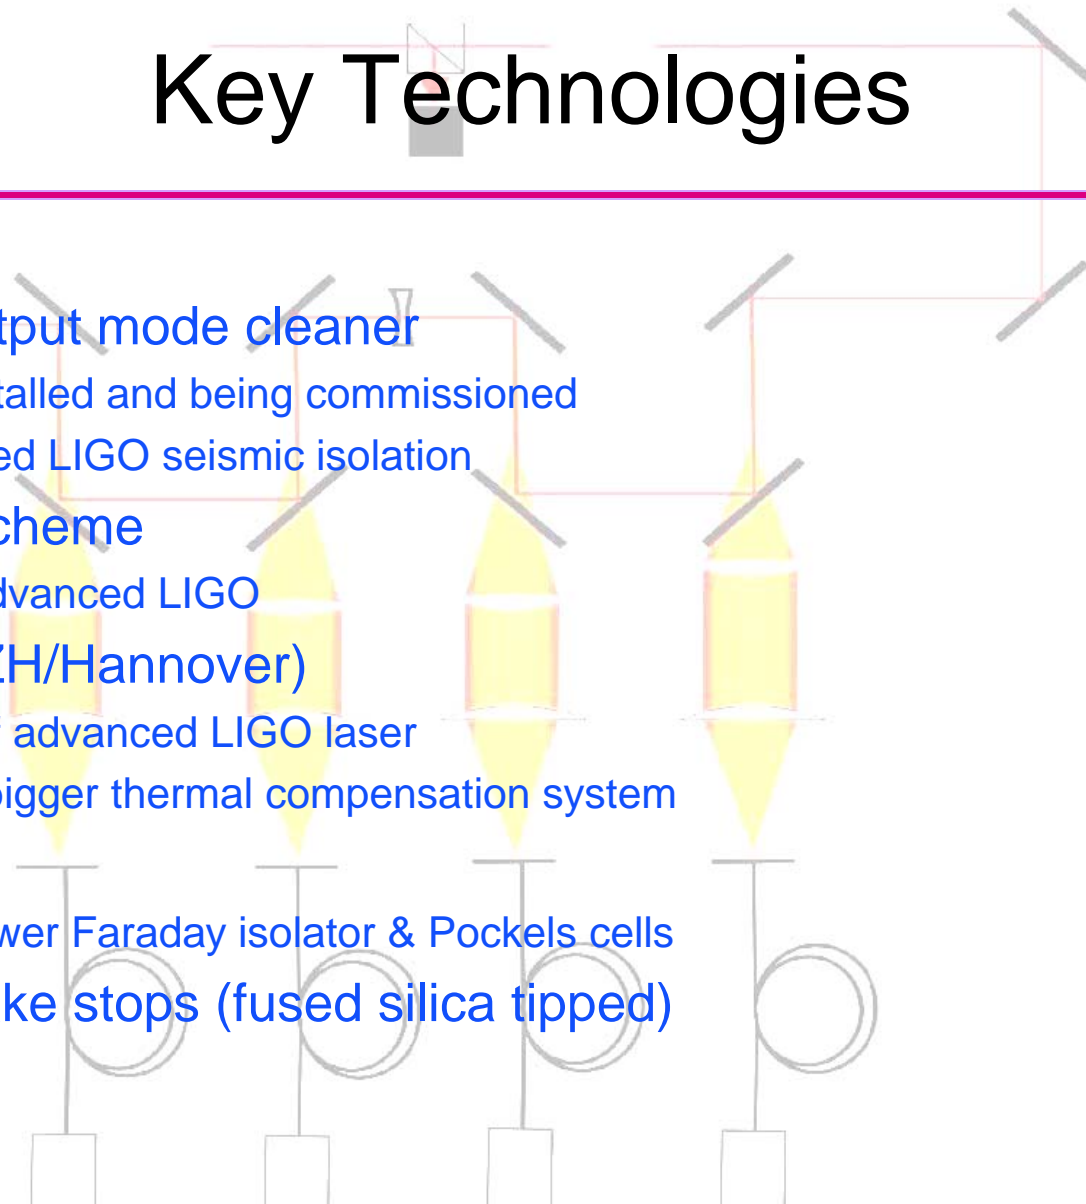 Key Technologies
tput mode cleaner
talled and being commissioned
ed LIGO seismic isolation
cheme
dvanced LIGO
ZH/Hannover)
advanced LIGO laser
bigger thermal compensation system
wer Faraday isolator & Pockels cells
ke stops (fused silica tipped)